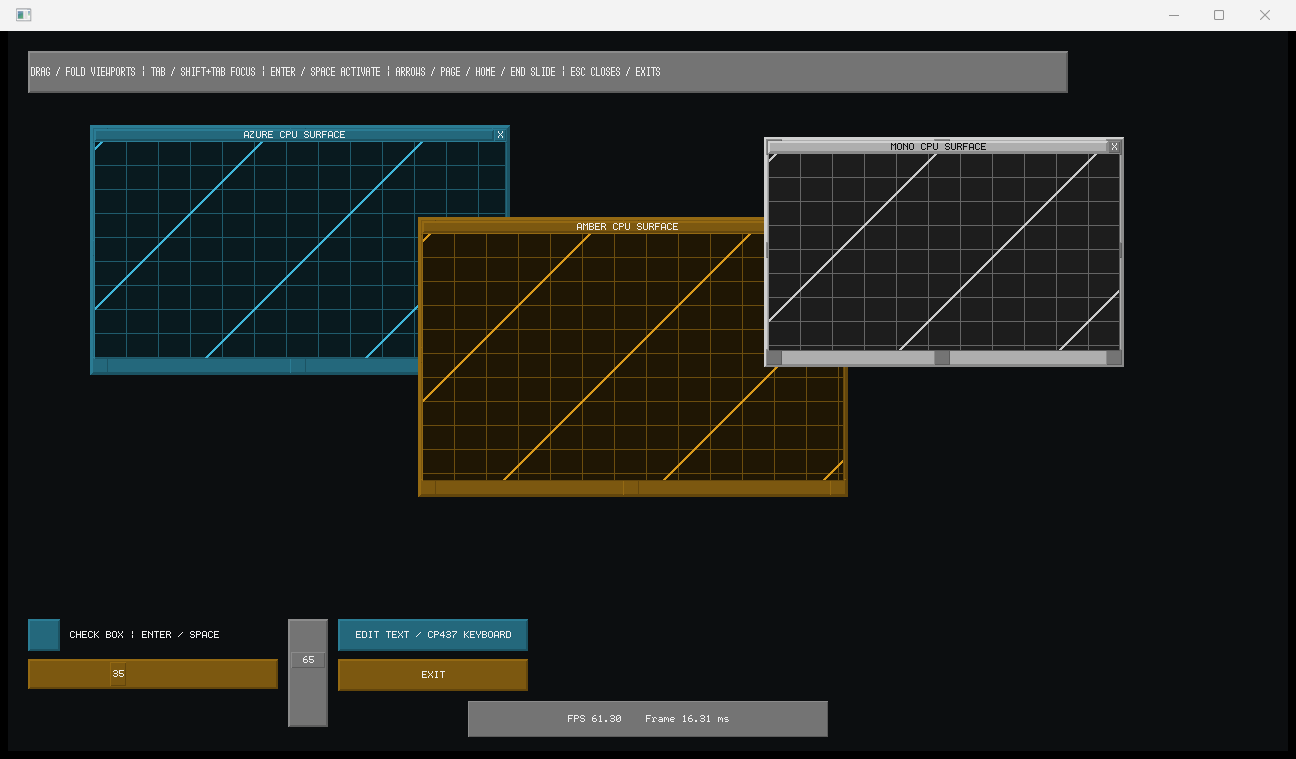 DRAG / FOLD VIEWPORTS ¦ TAB / SHIFT+TAB FOCUS ¦ ENTER / SPACE ACTIVATE ¦ ARROWS / PAGE / HOME / END SLIDE ¦ ESC CLOSES / EXITS
AZURE CPU SURFACE X
MONO CPU SURFACE X
AMBER CPU SURFACE
CHECK BOX ¦ ENTER / SPACE
35
65
EDIT TEXT / CP437 KEYBOARD
EXIT
FPS 61.30 Frame 16.31 ms